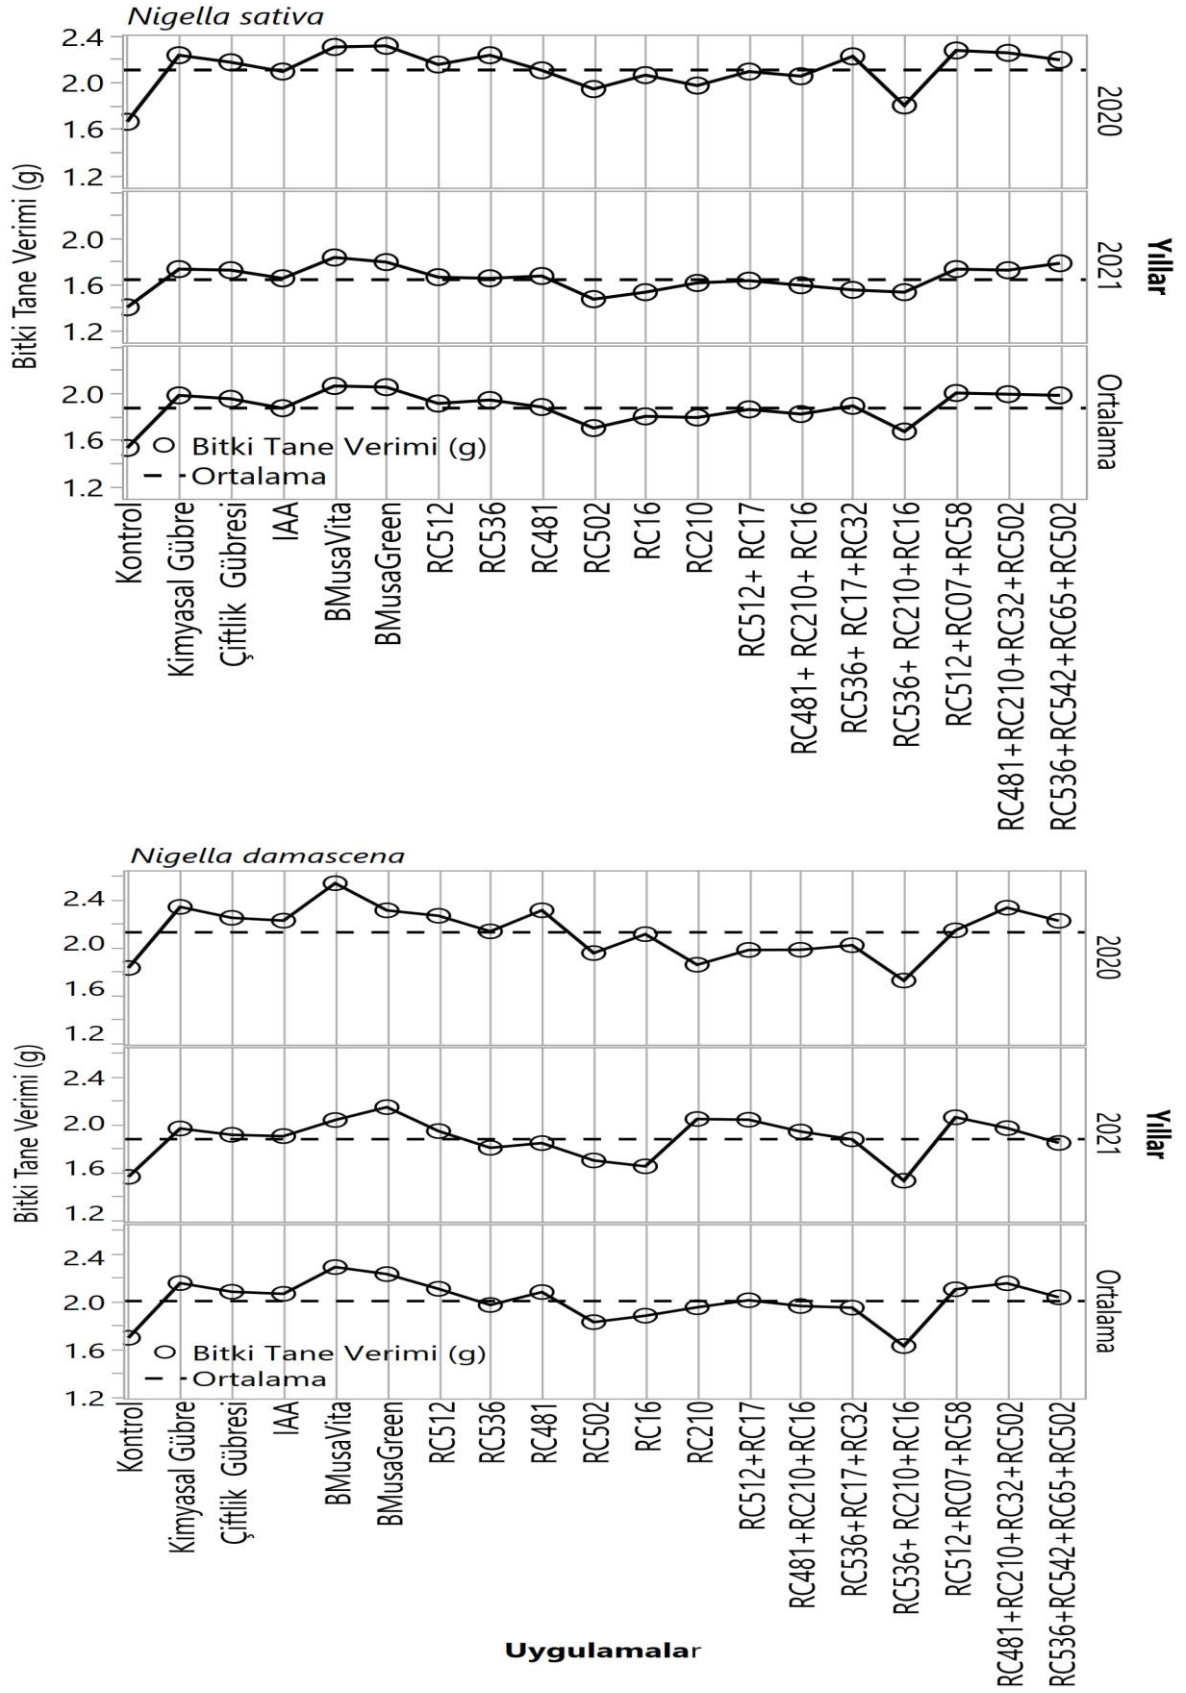 Nigella sativa
2.4
2.0
1.6
1.2
2020
2.0
1.6
1.2
2021
2.0
1.6
1.2
Ortalama
Bitki Tane Verimi (g)
Yıllar
Bitki Tane Verimi (g)
Ortalama
Kontrol
Kimyasal Gübre
Çiftlik Gübresi
IAA
BMusaVita
BMusaGreen
RC512
RC536
RC481
RC502
RC16
RC210
RC512+ RC17
RC481+ RC210+ RC16
RC536+ RC17+RC32
RC536+ RC210+RC16
RC512+RC07+RC58
RC481+RC210+RC32+RC502
RC536+RC542+RC65+RC502
Nigella damascena
2.4
2.0
1.6
1.2
2020
2.4
2.0
1.6
1.2
2021
2.4
2.0
1.6
1.2
Ortalama
Bitki Tane Verimi (g)
Yıllar
Bitki Tane Verimi (g)
Ortalama
Kontrol
Kimyasal Gübre
Çiftlik Gübresi
IAA
BMusaVita
BMusaGreen
RC512
RC536
RC481
RC502
RC16
RC210
RC512+RC17
RC481+RC210+RC16
RC536+RC17+RC32
RC536+ RC210+RC16
RC512+RC07+RC58
RC481+RC210+RC32+RC502
RC536+RC542+RC65+RC502
Uygulamalar